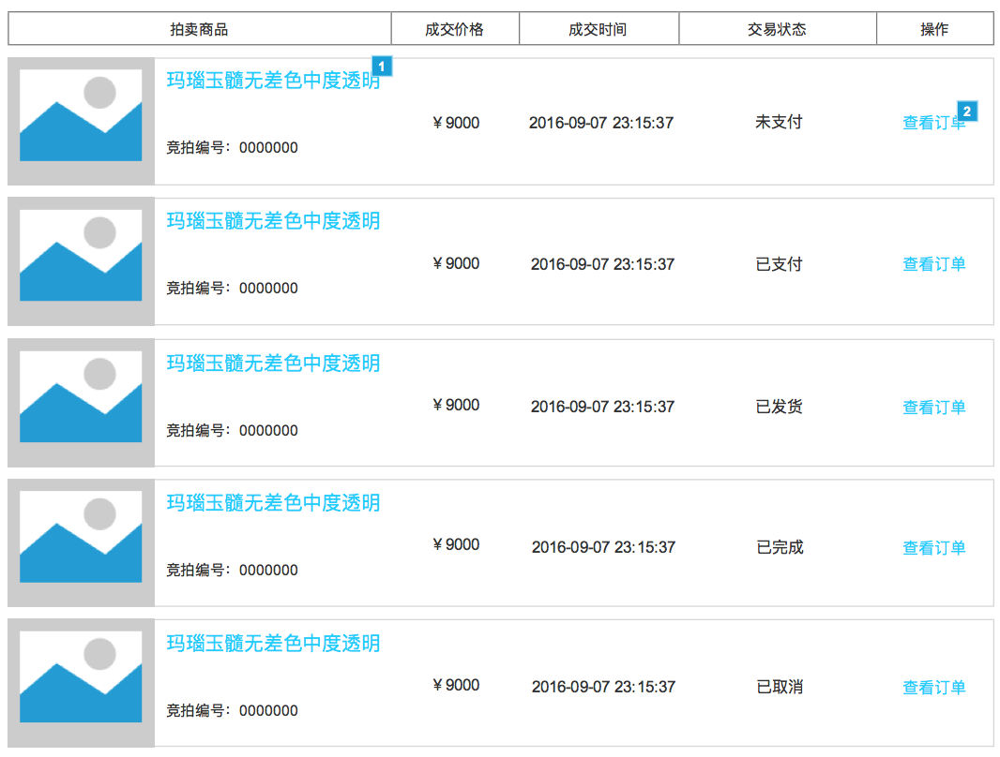 拍卖商品 成交价格 成交时间 交易状态 操作
玛瑙玉髓无差色中度透明 1
¥9000 2016-09-07 23:15:37 未支付 查看订单 2
竞拍编号：0000000
玛瑙玉髓无差色中度透明
¥9000 2016-09-07 23:15:37 已支付 查看订单
竞拍编号：0000000
玛瑙玉髓无差色中度透明
¥9000 2016-09-07 23:15:37 已发货 查看订单
竞拍编号：0000000
玛瑙玉髓无差色中度透明
¥9000 2016-09-07 23:15:37 已完成 查看订单
竞拍编号：0000000
玛瑙玉髓无差色中度透明
¥9000 2016-09-07 23:15:37 已取消 查看订单
竞拍编号：0000000